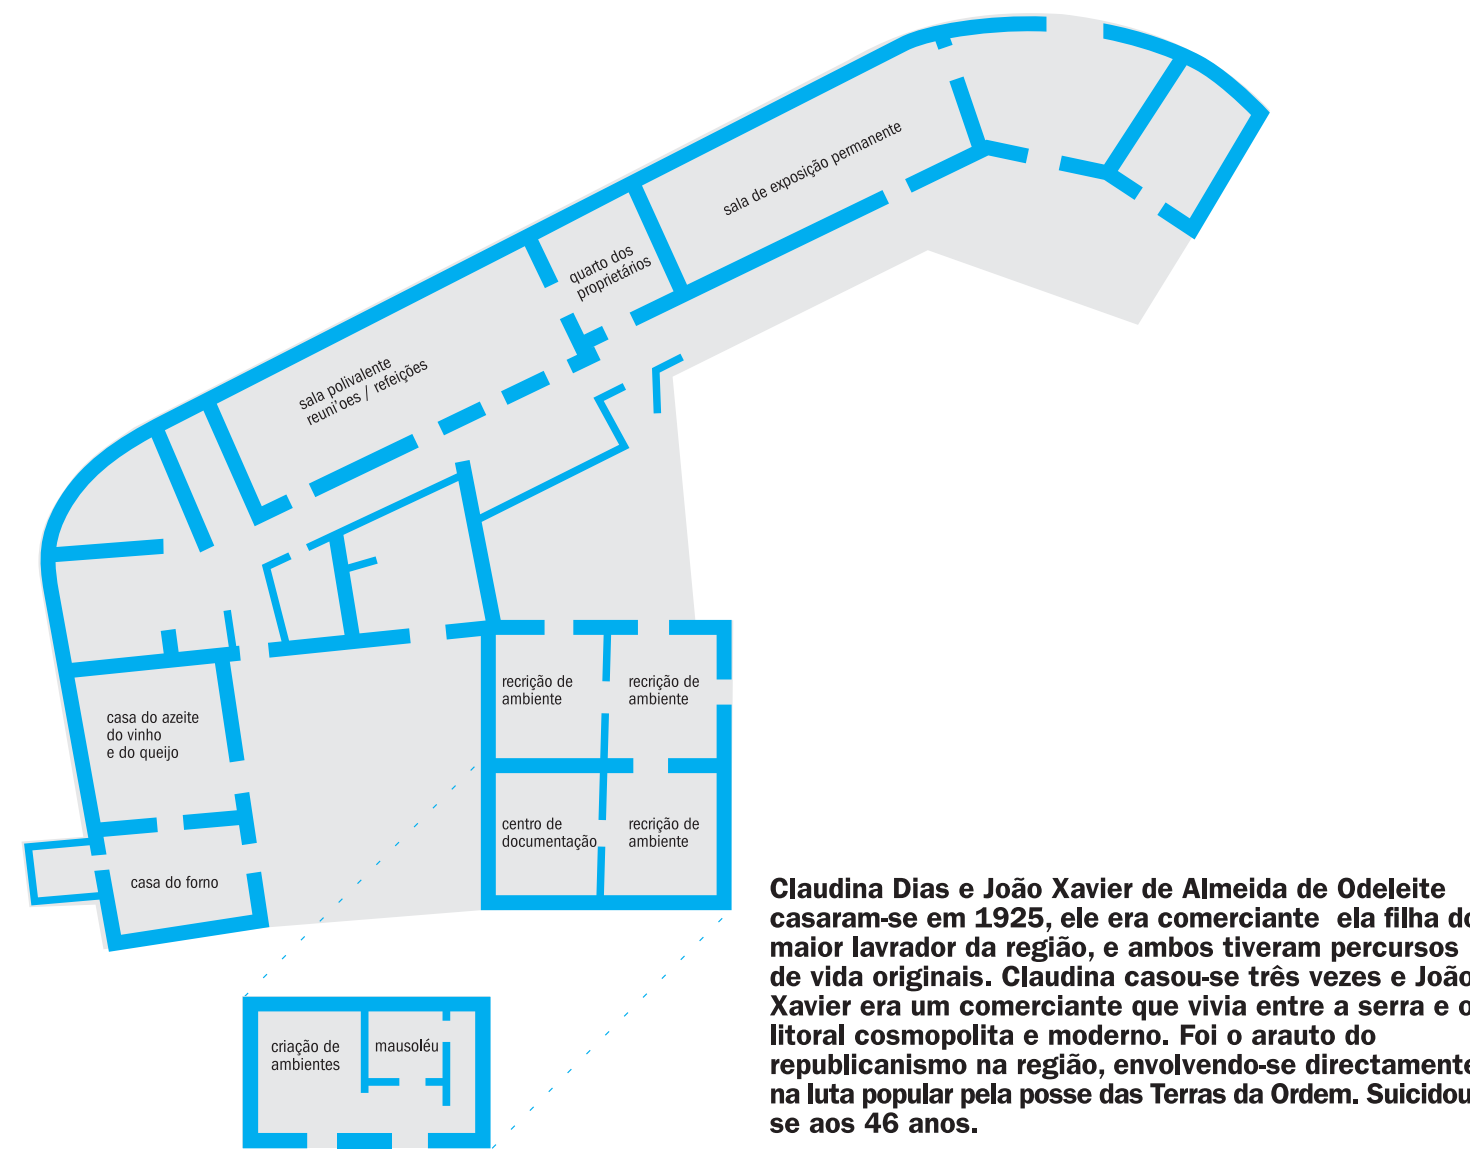 sala de exposição permanente
quarto dos
proprietários
sala polivalente
reuni'oes / refeições
recrição de
ambiente
recrição de
ambiente
casa do azeite
do vinho
e do queijo
centro de
documentação
recrição de
ambiente
casa do forno
criação de
ambientes
mausoléu
Claudina Dias e João Xavier de Almeida de Odeleite
casaram-se em 1925, ele era comerciante  ela filha do
maior lavrador da região, e ambos tiveram percursos
de vida originais. Claudina casou-se três vezes e João
Xavier era um comerciante que vivia entre a serra e o
litoral cosmopolita e moderno. Foi o arauto do
republicanismo na região, envolvendo-se directamente
na luta popular pela posse das Terras da Ordem. Suicidou
se aos 46 anos.